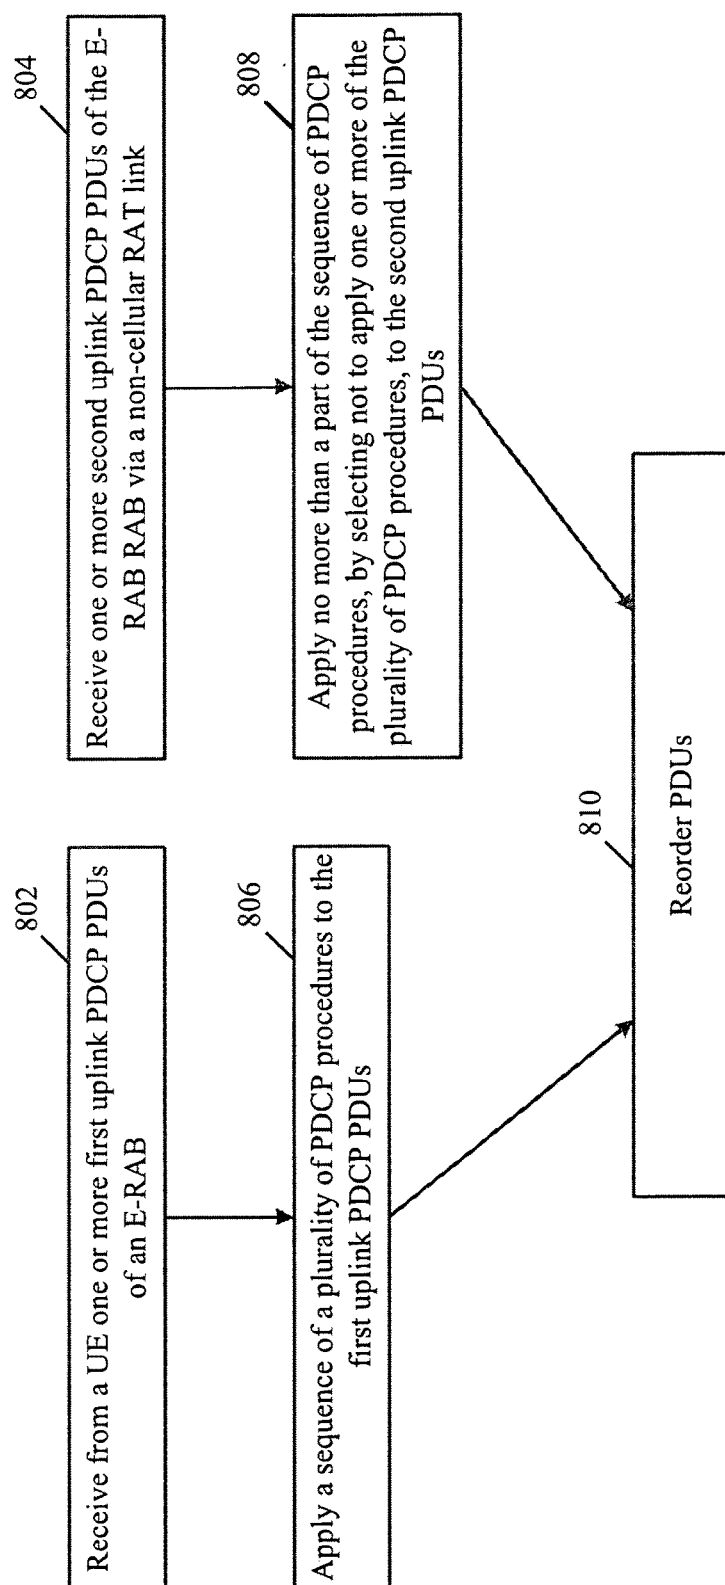 802
Receive from a UE one or more first uplink PDCP PDUs
of an E-RAB
804
Receive one or more second uplink PDCP PDUs of the E-
RAB RAB via a non-cellular RAT link
806
Apply a sequence of a plurality of PDCP procedures to the
first uplink PDCP PDUs
808
Apply no more than a part of the sequence of PDCP
procedures, by selecting not to apply one or more of the
plurality of PDCP procedures, to the second uplink PDCP
PDUs
810
Reorder PDUs